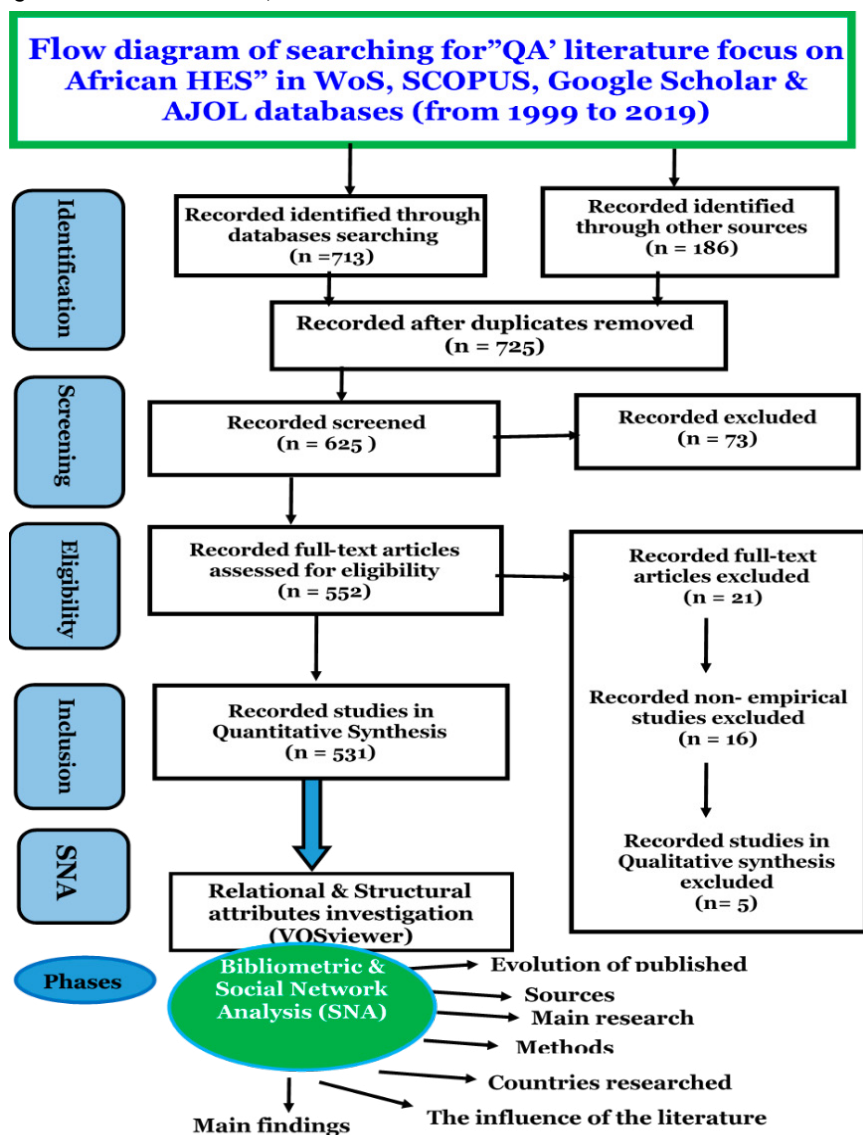 Flow diagram of searching for”QA’ literature focus on
African HES” in WoS, SCOPUS, Google Scholar &
AJOL databases (from 1999 to 2019)
Identification
Recorded identified through
databases searching
(n =713)
Recorded identified
through other sources
(n = 186)
Recorded after duplicates removed
(n = 725)
Screening
Recorded screened
(n = 625 )
Recorded excluded
(n = 73)
Eligibility
Recorded full-text articles
assessed for eligibility
(n = 552)
Recorded full-text
articles excluded
(n = 21)
Recorded non- empirical
studies excluded
(n = 16)
Recorded studies in
Qualitative synthesis
excluded
(n= 5)
Inclusion
Recorded studies in
Quantitative Synthesis
(n = 531)
SNA
Relational & Structural
attributes investigation
(VOSviewer)
Phases
Bibliometric &
Social Network
Analysis (SNA)
Evolution of published
Sources
Main research
Methods
Countries researched
The influence of the literature
Main findings